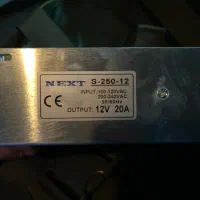 NEXT S-250-12
INPUT:100-120VAC
200-240VAC
50/60HZ
CE
OUTPUT: 12V 20A